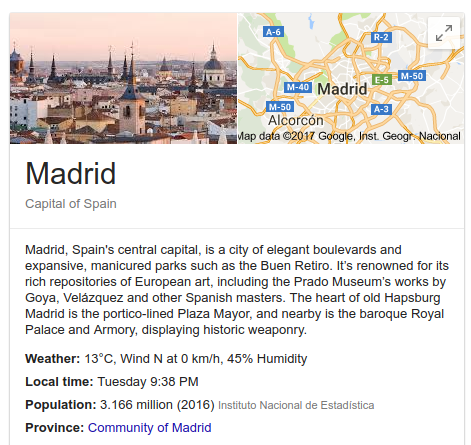 A-6
R-2
M-40
E-5
M-50
Madrid
M-50
A-3
Alcorcón
Map data ©2017 Google, Inst. Geogr. Nacional
Madrid
Capital of Spain
Madrid, Spain's central capital, is a city of elegant boulevards and
expansive, manicured parks such as the Buen Retiro. It's renowned for its
rich repositories of European art, including the Prado Museum's works by
Goya, Velázquez and other Spanish masters. The heart of old Hapsburg
Madrid is the portico-lined Plaza Mayor, and nearby is the baroque Royal
Palace and Armory, displaying historic weaponry.
Weather: 13°C, Wind N at 0 km/h, 45% Humidity
Local time: Tuesday 9:38 PM
Population: 3.166 million (2016) Instituto Nacional de Estadística
Province: Community of Madrid